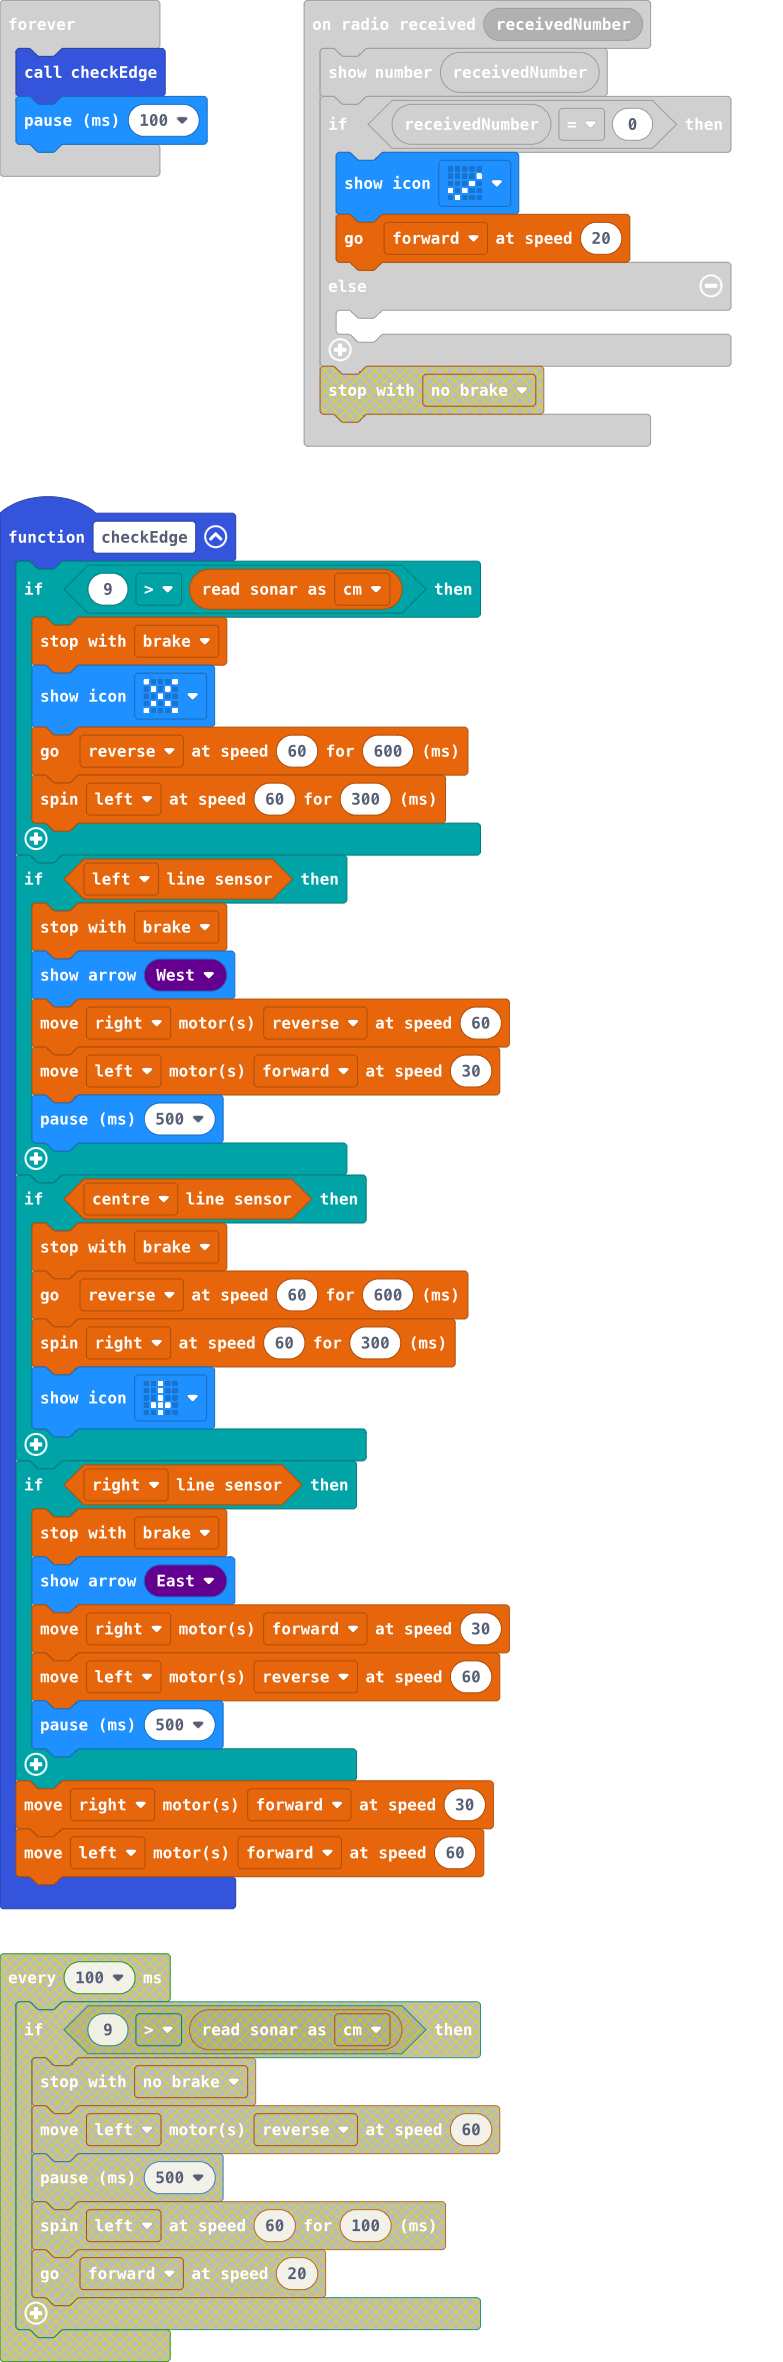 forever
call checkEdge
pause (ms) 100
on radio received receivedNumber
show number receivedNumber
if receivedNumber = 0 then
show icon
go forward at speed 20
else
stop with no brake
function checkEdge
if 9 > read sonar as cm then
stop with brake
show icon
go reverse at speed 60 for 600 (ms)
spin left at speed 60 for 300 (ms)
if left line sensor then
stop with brake
show arrow West
move right motor(s) reverse at speed 60
move left motor(s) forward at speed 30
pause (ms) 500
if centre line sensor then
stop with brake
go reverse at speed 60 for 600 (ms)
spin right at speed 60 for 300 (ms)
show icon
if right line sensor then
stop with brake
show arrow East
move right motor(s) forward at speed 30
move left motor(s) reverse at speed 60
pause (ms) 500
move right motor(s) forward at speed 30
move left motor(s) forward at speed 60
every 100 ms
if 9 > read sonar as cm then
stop with no brake
move left motor(s) reverse at speed 60
pause (ms) 500
spin left at speed 60 for 100 (ms)
go forward at speed 20